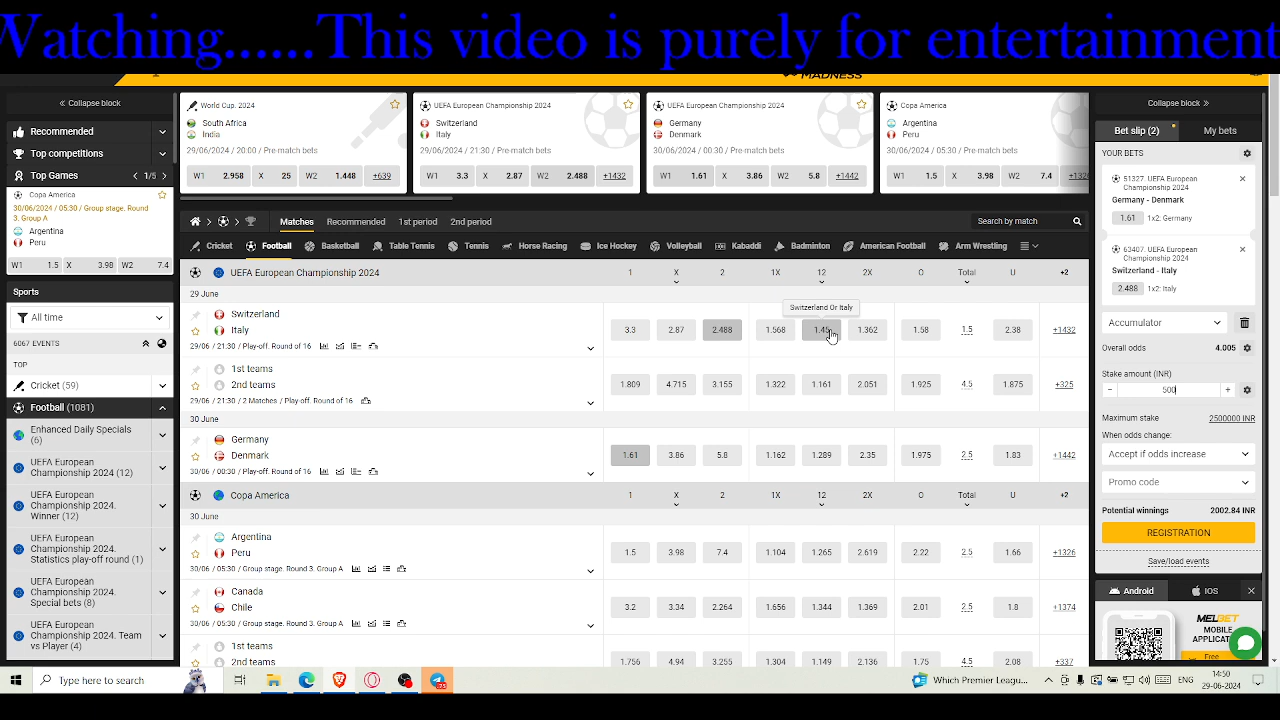 Watching......This video is purely for entertainment
MADNESS
« Collapse block
Recommended
Top competitions
Top Games
1/5
Copa America
30/06/2024 / 05:30 / Group stage. Round 3. Group A
Argentina
Peru
W1 1.5 X 3.98 W2 7.4
Sports
All time
6067 EVENTS
TOP
Cricket (59)
Football (1081)
Enhanced Daily Specials (6)
UEFA European Championship 2024 (12)
UEFA European Championship 2024. Winner (12)
UEFA European Championship 2024. Statistics play-off round (1)
UEFA European Championship 2024. Special bets (8)
UEFA European Championship 2024. Team vs Player (4)
World Cup. 2024
South Africa
India
29/06/2024 / 20:00 / Pre-match bets
W1 2.958 X 25 W2 1.448 +639
UEFA European Championship 2024
Switzerland
Italy
29/06/2024 / 21:30 / Pre-match bets
W1 3.3 X 2.87 W2 2.488 +1432
UEFA European Championship 2024
Germany
Denmark
30/06/2024 / 00:30 / Pre-match bets
W1 1.61 X 3.86 W2 5.8 +1442
Copa America
Argentina
Peru
30/06/2024 / 05:30 / Pre-match bets
W1 1.5 X 3.98 W2 7.4
Matches Recommended 1st period 2nd period
Search by match
Cricket Football Basketball Table Tennis Tennis Horse Racing Ice Hockey Volleyball Kabaddi Badminton American Football Arm Wrestling
UEFA European Championship 2024 1 X 2 1X 12 2X O Total U +2
29 June
Switzerland Or Italy
Switzerland
Italy
3.3 2.87 2.488 1.568 1.45 1.362 1.58 1.5 2.38 +1432
29/06 / 21:30 / Play-off. Round of 16
1st teams
2nd teams
1.809 4.715 3.155 1.322 1.161 2.051 1.925 4.5 1.875 +325
29/06 / 21:30 / 2 Matches / Play-off. Round of 16
30 June
Germany
Denmark
1.61 3.86 5.8 1.162 1.289 2.35 1.975 2.5 1.83 +1442
30/06 / 00:30 / Play-off. Round of 16
Copa America 1 X 2 1X 12 2X O Total U +2
30 June
Argentina
Peru
1.5 3.98 7.4 1.104 1.265 2.619 2.22 2.5 1.66 +1326
30/06 / 05:30 / Group stage. Round 3. Group A
Canada
Chile
3.2 3.34 2.264 1.656 1.344 1.369 2.01 2.5 1.8 +1374
30/06 / 05:30 / Group stage. Round 3. Group A
1st teams
2nd teams
4.94 1.304 1.149 1.75 4.5 2.08 +337
Collapse block »
Bet slip (2) My bets
YOUR BETS
51327. UEFA European Championship 2024
Germany - Denmark
1.61 1x2: Germany
63407. UEFA European Championship 2024
Switzerland - Italy
2.488 1x2: Italy
Accumulator
Overall odds 4.005
Stake amount (INR)
- 500 +
Maximum stake 2500000 INR
When odds change:
Accept if odds increase
Promo code
Potential winnings 2002.84 INR
REGISTRATION
Save/load events
Android iOS
MELBET
MOBILE
Free
Type here to search
Which Premier Leagu...
ENG
14:50
29-06-2024